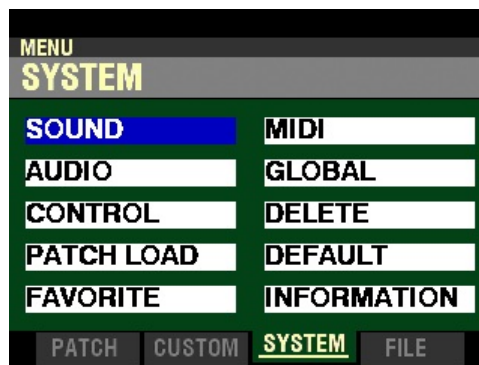 MENU
SYSTEM
SOUND
AUDIO
CONTROL
PATCH LOAD
FAVORITE
MIDI
GLOBAL
DELETE
DEFAULT
INFORMATION
PATCH CUSTOM SYSTEM FILE